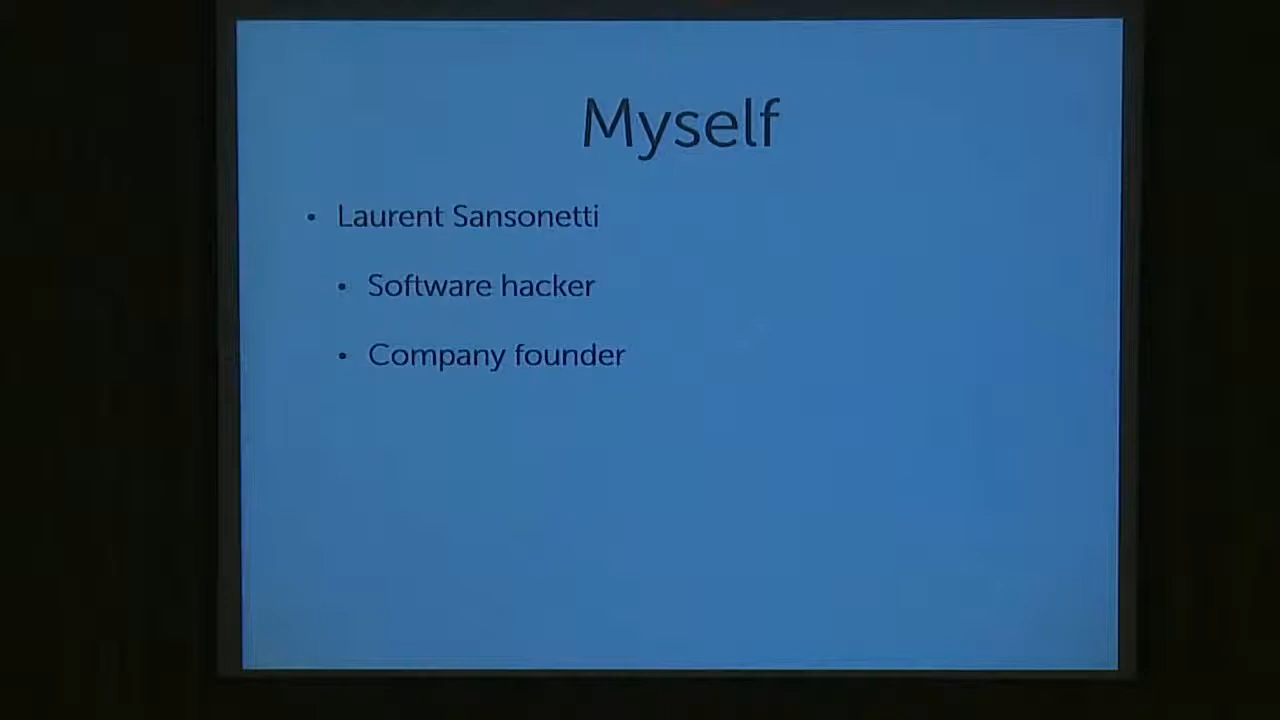 Myself
• Laurent Sansonetti
• Software hacker
• Company founder